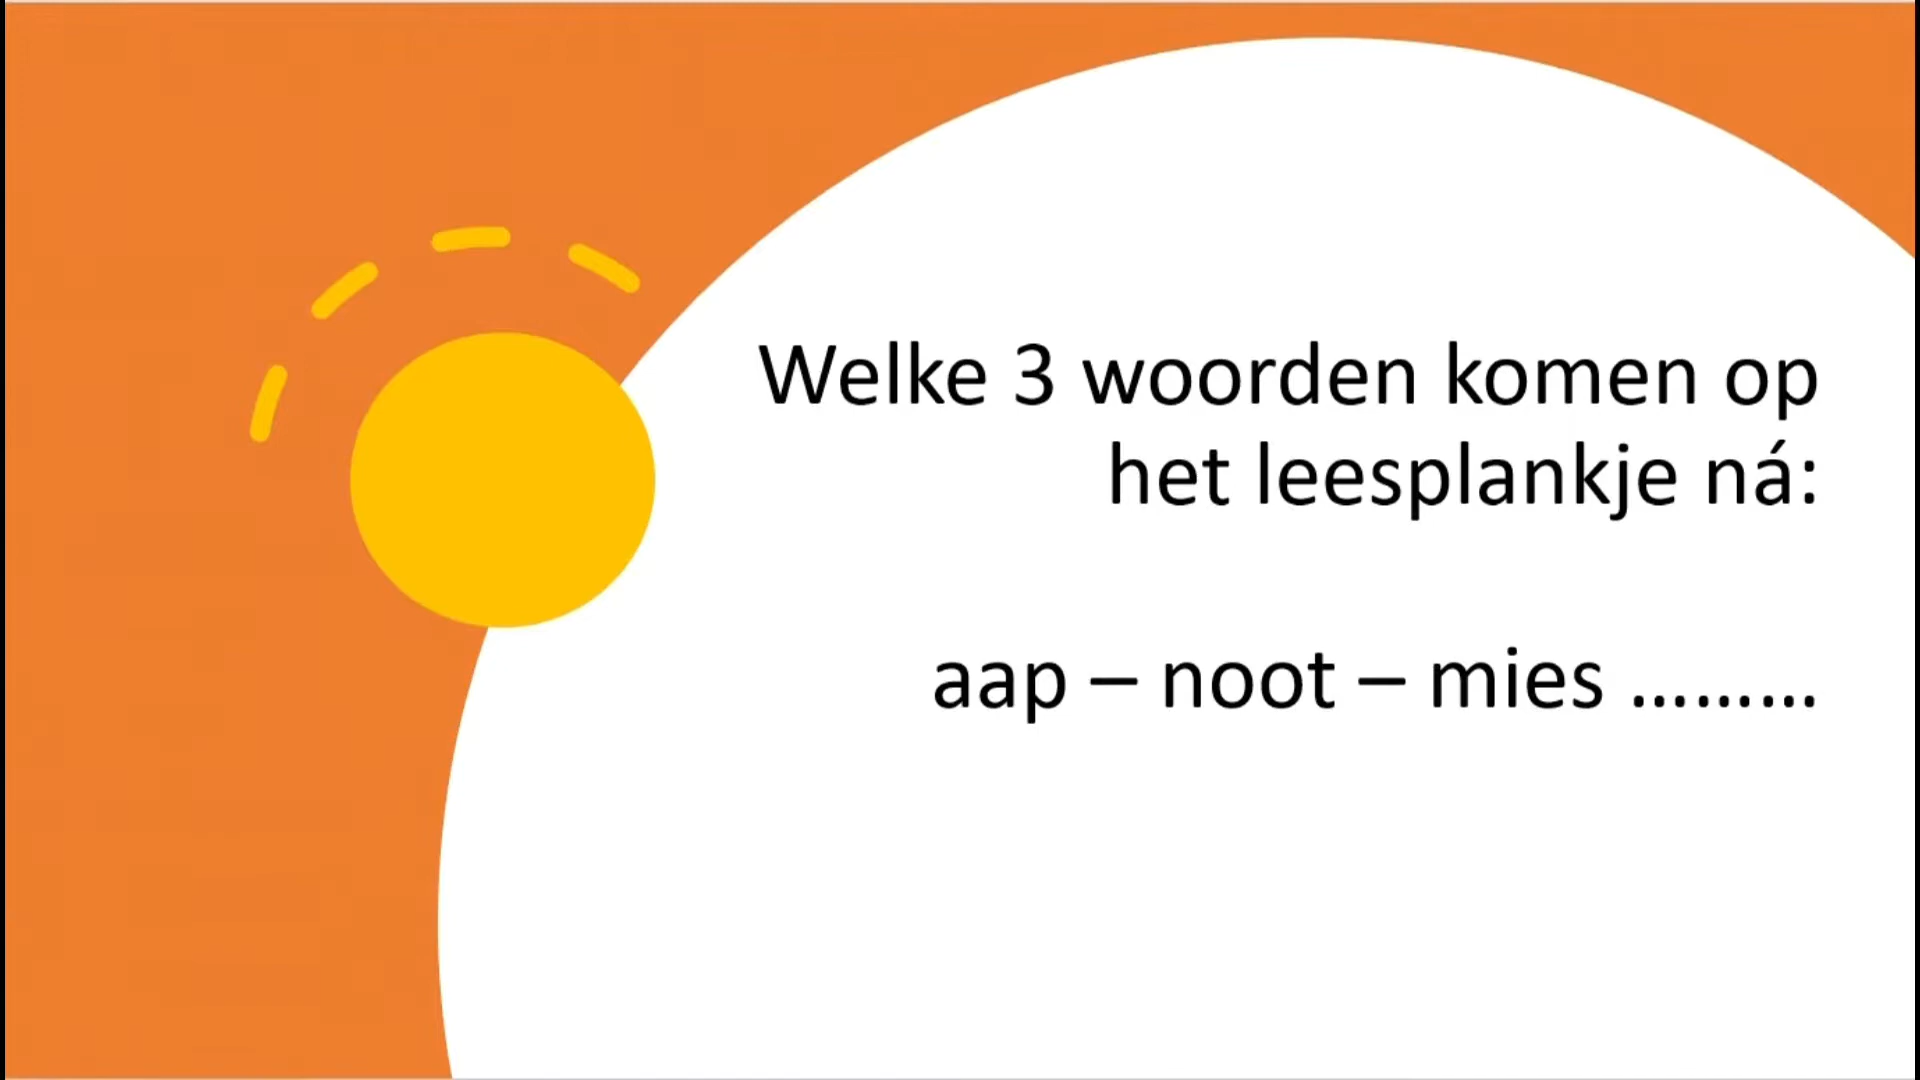 Welke 3 woorden komen op
het leesplankje ná:
aap – noot – mies .........